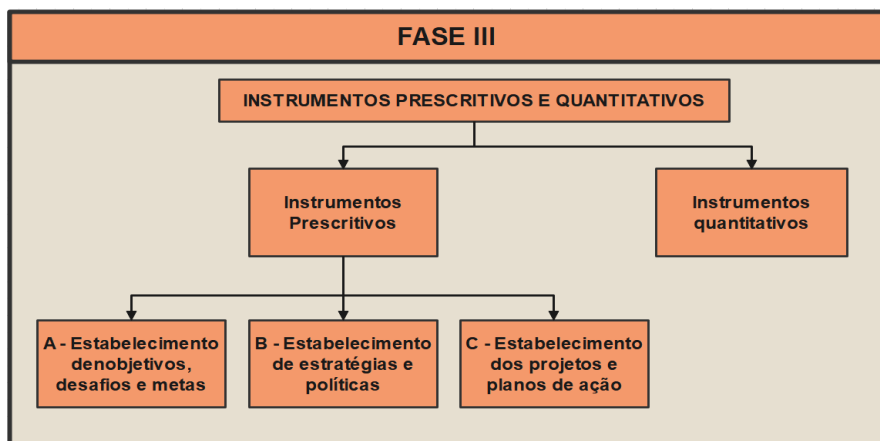 FASE III
INSTRUMENTOS PRESCRITIVOS E QUANTITATIVOS
Instrumentos
Prescritivos
Instrumentos
quantitativos
A - Estabelecimento
denobjetivos,
desafios e metas
B - Estabelecimento
de estratégias e
políticas
C - Estabelecimento
dos projetos e
planos de ação